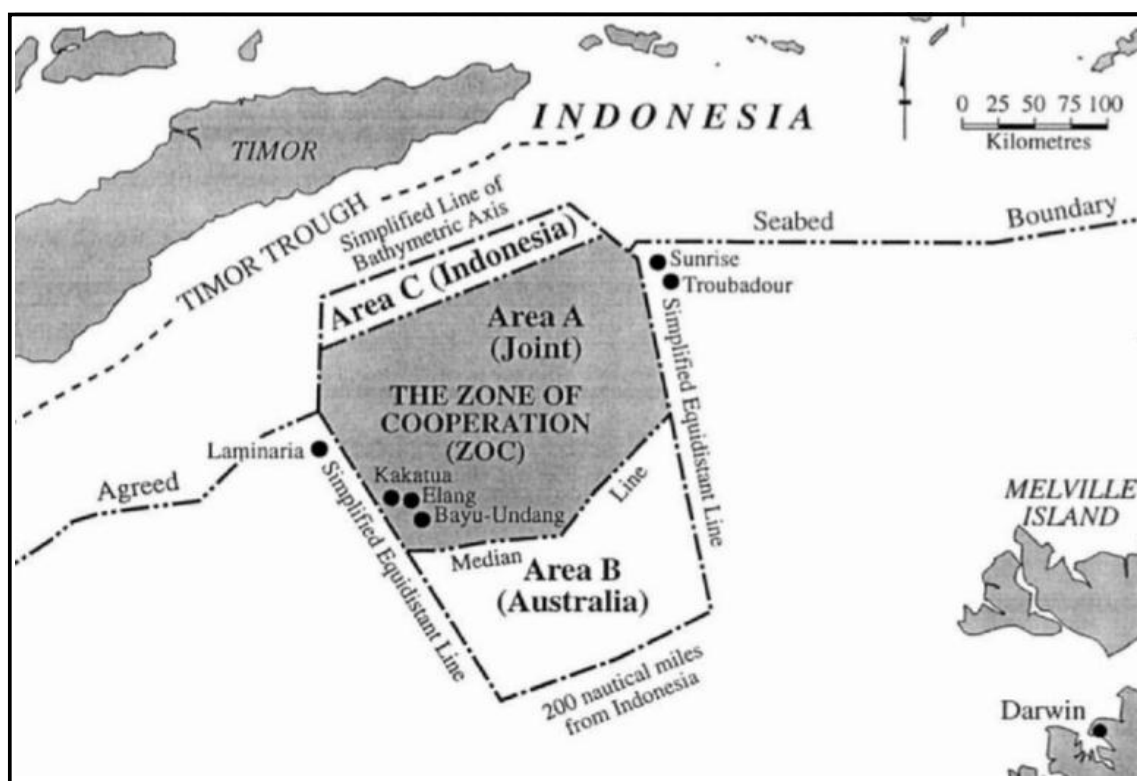 N
INDONESIA
0 25 50 75 100
Kilometres
TIMOR
TIMOR TROUGH
Simplified Line of
Bathymetric Axis
Seabed
Boundary
Area C (Indonesia)
Sunrise
Troubadour
Area A
(Joint)
Simplified Equidistant Line
THE ZONE OF
COOPERATION
(ZOC)
Laminaria
Agreed
Kakatua
Elang
Bayu-Undang
Simplified Equidistant Line
Median
Line
Area B
(Australia)
MELVILLE
ISLAND
200 nautical miles
from Indonesia
Darwin